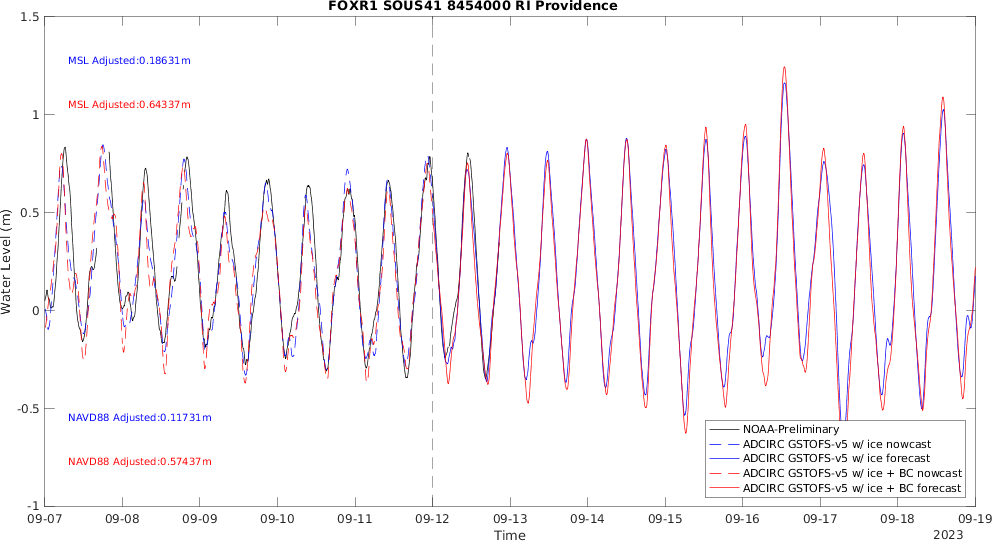 FOXR1 SOUS41 8454000 RI Providence
1.5
MSL Adjusted:0.18631m
MSL Adjusted:0.64337m
1
0.5
Water Level (m)
0
-0.5
NAVD88 Adjusted:0.11731m
NAVD88 Adjusted:0.57437m
NOAA-Preliminary
ADCIRC GSTOFS-v5 w/ ice nowcast
ADCIRC GSTOFS-v5 w/ ice forecast
ADCIRC GSTOFS-v5 w/ ice + BC nowcast
ADCIRC GSTOFS-v5 w/ ice + BC forecast
-1
09-07 09-08 09-09 09-10 09-11 09-12 09-13 09-14 09-15 09-16 09-17 09-18 09-19
Time
2023